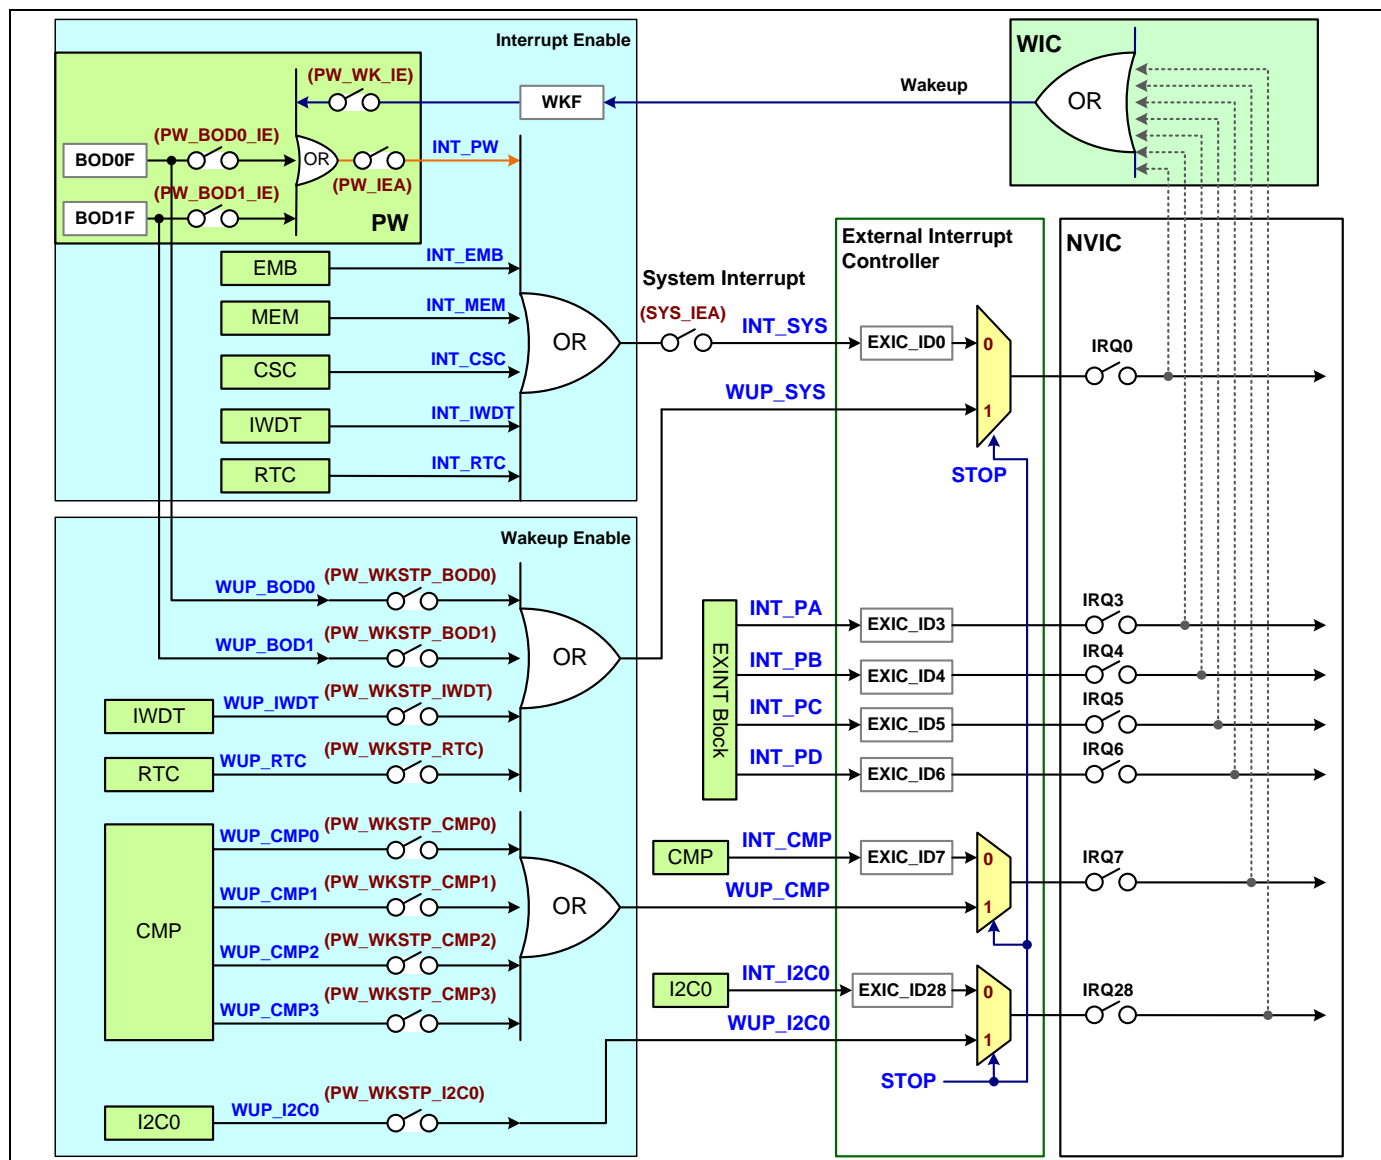 Interrupt Enable
WIC
(PW_WK_IE)
WKF
Wakeup
OR
BOD0F
(PW_BOD0_IE)
OR
INT_PW
(PW_IEA)
BOD1F
(PW_BOD1_IE)
PW
External Interrupt
Controller
NVIC
EMB
INT_EMB
System Interrupt
MEM
INT_MEM
(SYS_IEA)
INT_SYS
EXIC_ID0
0
IRQ0
OR
CSC
INT_CSC
WUP_SYS
1
IWDT
INT_IWDT
RTC
INT_RTC
STOP
Wakeup Enable
WUP_BOD0
(PW_WKSTP_BOD0)
WUP_BOD1
(PW_WKSTP_BOD1)
OR
IWDT
WUP_IWDT
(PW_WKSTP_IWDT)
RTC
WUP_RTC
(PW_WKSTP_RTC)
EXINT Block
INT_PA
EXIC_ID3
IRQ3
INT_PB
EXIC_ID4
IRQ4
INT_PC
EXIC_ID5
IRQ5
INT_PD
EXIC_ID6
IRQ6
CMP
WUP_CMP0
(PW_WKSTP_CMP0)
WUP_CMP1
(PW_WKSTP_CMP1)
OR
WUP_CMP2
(PW_WKSTP_CMP2)
WUP_CMP3
(PW_WKSTP_CMP3)
CMP
INT_CMP
EXIC_ID7
0
IRQ7
WUP_CMP
1
I2C0
INT_I2C0
EXIC_ID28
0
IRQ28
WUP_I2C0
1
STOP
I2C0
WUP_I2C0
(PW_WKSTP_I2C0)